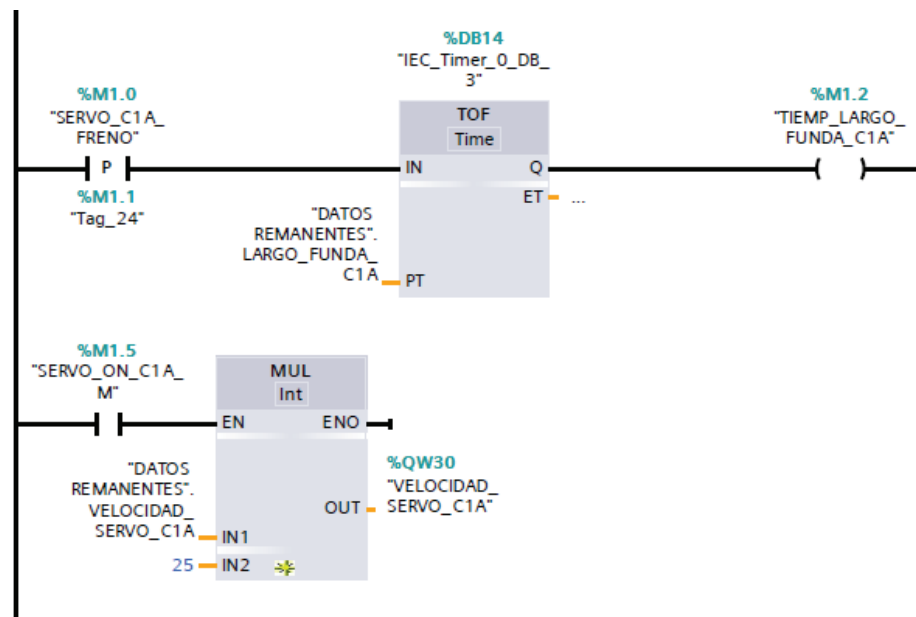 %DB14
"IEC_Timer_0_DB_
3"
%M1.0
"SERVO_C1A_
FRENO"
P
%M1.1
"Tag_24"
TOF
Time
IN
Q
ET
...
"DATOS
REMANENTES".
LARGO_FUNDA_
C1A
PT
%M1.2
"TIEMP_LARGO_
FUNDA_C1A"
%M1.5
"SERVO_ON_C1A_
M"
MUL
Int
EN
ENO
"DATOS
REMANENTES".
VELOCIDAD_
SERVO_C1A
IN1
25
IN2
OUT
%QW30
"VELOCIDAD_
SERVO_C1A"